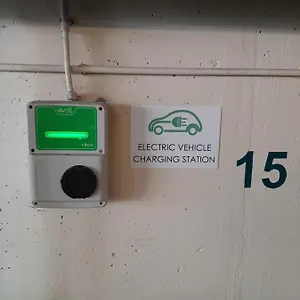 ELECTRIC VEHICLE
CHARGING STATION
15